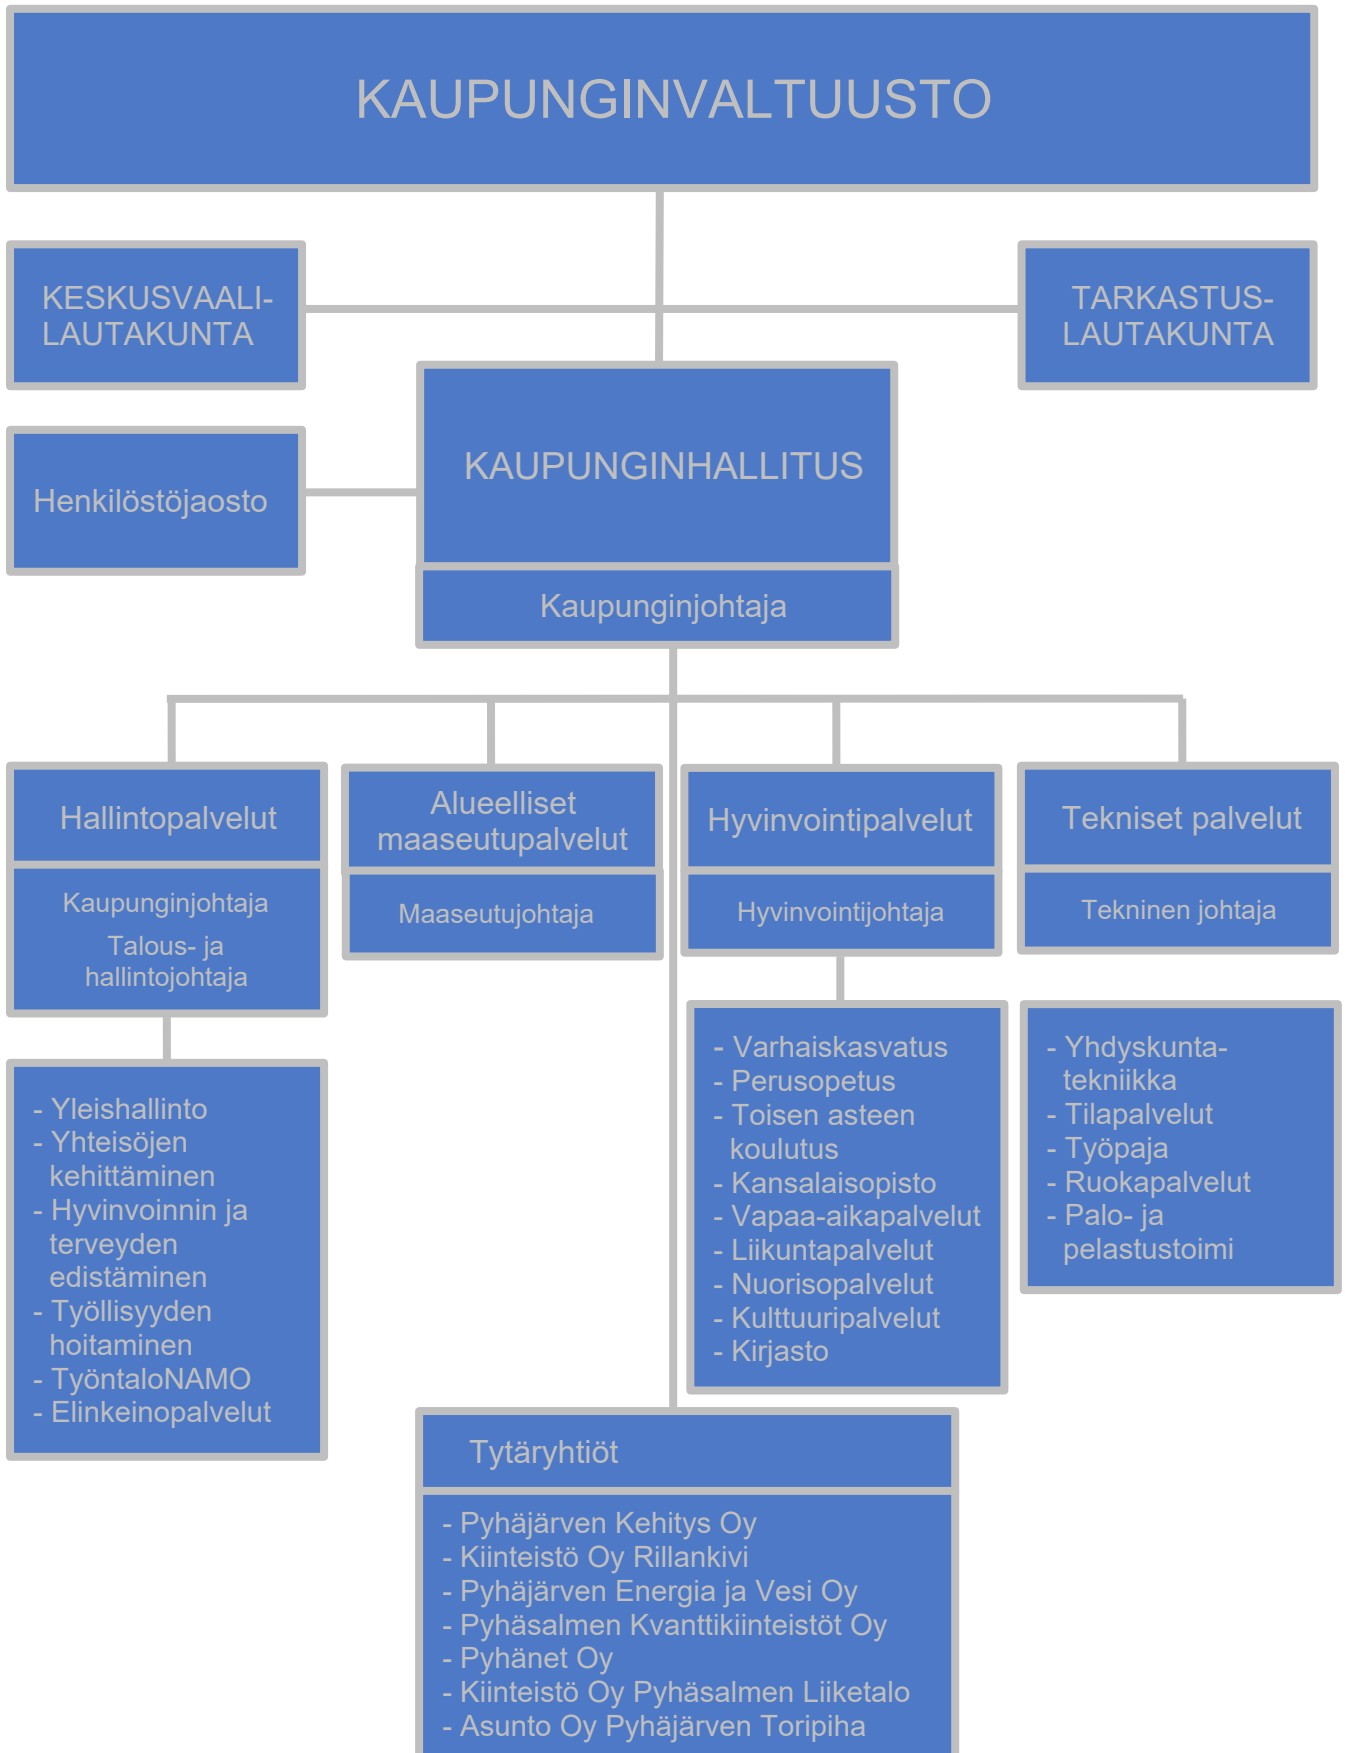 KAUPUNGINVALTUUSTO
KESKUSVAALI-
LAUTAKUNTA
TARKASTUS-
LAUTAKUNTA
KAUPUNGINHALLITUS
Henkilöstöjaosto
Kaupunginjohtaja
Hallintopalvelut
Kaupunginjohtaja
Talous- ja
hallintojohtaja
- Yleishallinto
- Yhteisöjen
kehittäminen
- Hyvinvoinnin ja
terveyden
edistäminen
- Työllisyyden
hoitaminen
- TyöntaloNAMO
- Elinkeinopalvelut
Alueelliset
maaseutupalvelut
Maaseutujohtaja
Hyvinvointipalvelut
Hyvinvointijohtaja
- Varhaiskasvatus
- Perusopetus
- Toisen asteen
koulutus
- Kansalaisopisto
- Vapaa-aikapalvelut
- Liikuntapalvelut
- Nuorisopalvelut
- Kulttuuripalvelut
- Kirjasto
Tekniset palvelut
Tekninen johtaja
- Yhdyskunta-
tekniikka
- Tilapalvelut
- Työpaja
- Ruokapalvelut
- Palo- ja
pelastustoimi
Tytäryhtiöt
- Pyhäjärven Kehitys Oy
- Kiinteistö Oy Rillankivi
- Pyhäjärven Energia ja Vesi Oy
- Pyhäsalmen Kvanttikiinteistöt Oy
- Pyhänet Oy
- Kiinteistö Oy Pyhäsalmen Liiketalo
- Asunto Oy Pyhäjärven Toripiha